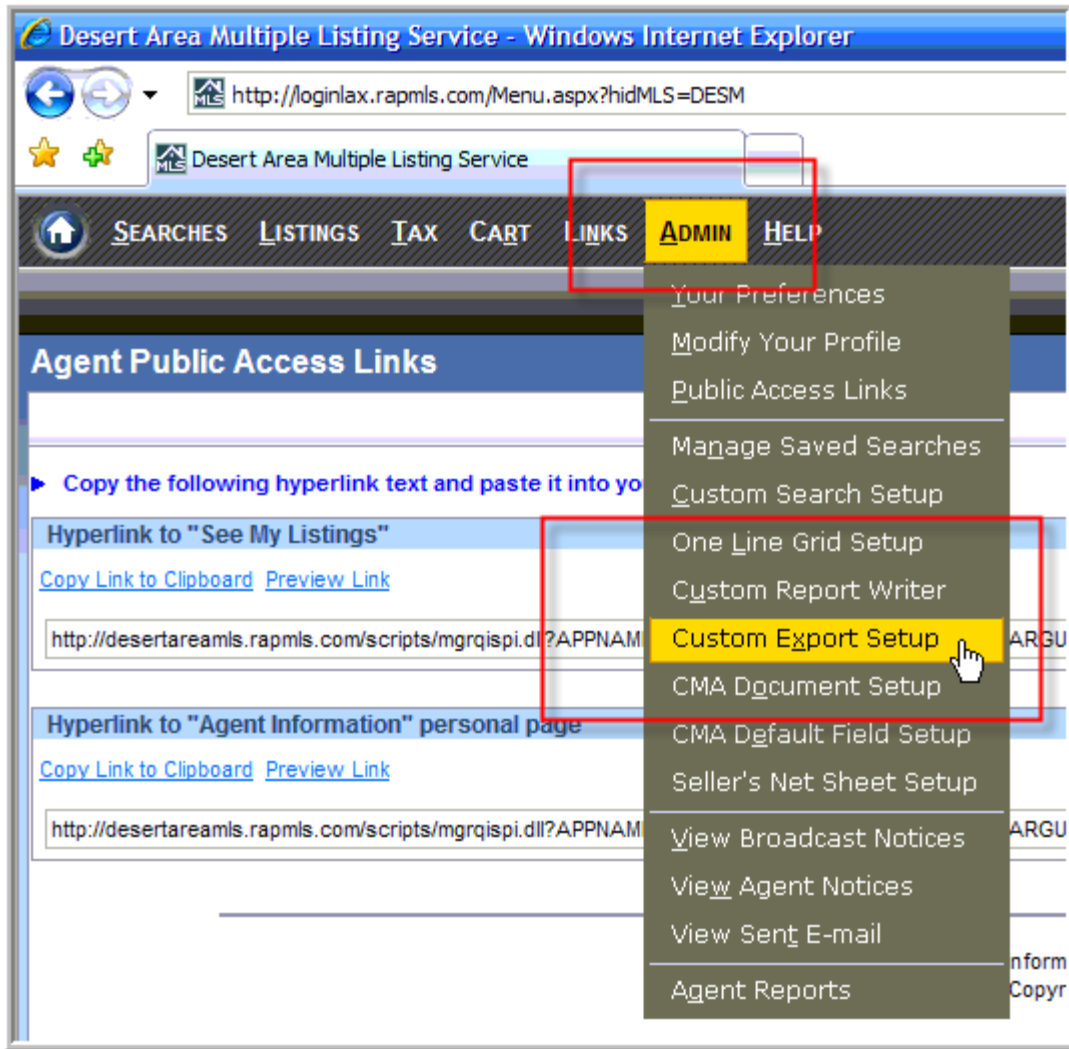 Desert Area Multiple Listing Service - Windows Internet Explorer
http://loginlax.rapmls.com/Menu.aspx?hidMLS=DESM
MLS Desert Area Multiple Listing Service
SEARCHES LISTINGS TAX CART LINKS ADMIN HELP
Your Preferences
Modify Your Profile
Public Access Links
Manage Saved Searches
Custom Search Setup
One Line Grid Setup
Custom Report Writer
Custom Export Setup
CMA Document Setup
CMA Default Field Setup
Seller's Net Sheet Setup
View Broadcast Notices
View Agent Notices
View Sent E-mail
Agent Reports
Agent Public Access Links
Copy the following hyperlink text and paste it into yo
Hyperlink to "See My Listings"
Copy Link to Clipboard Preview Link
http://desertareamls.rapmls.com/scripts/mgrqispi.dll?APPNAM ARGU
Hyperlink to "Agent Information" personal page
Copy Link to Clipboard Preview Link
http://desertareamls.rapmls.com/scripts/mgrqispi.dll?APPNAM ARGU
nform
Copyr